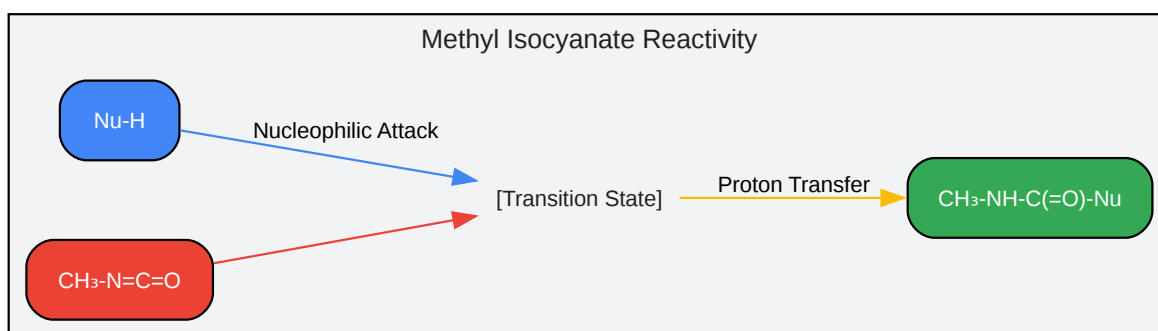 Methyl Isocyanate Reactivity
Nu-H
Nucleophilic Attack
[Transition State]
Proton Transfer
CH₃-NH-C(=O)-Nu
CH₃-N=C=O